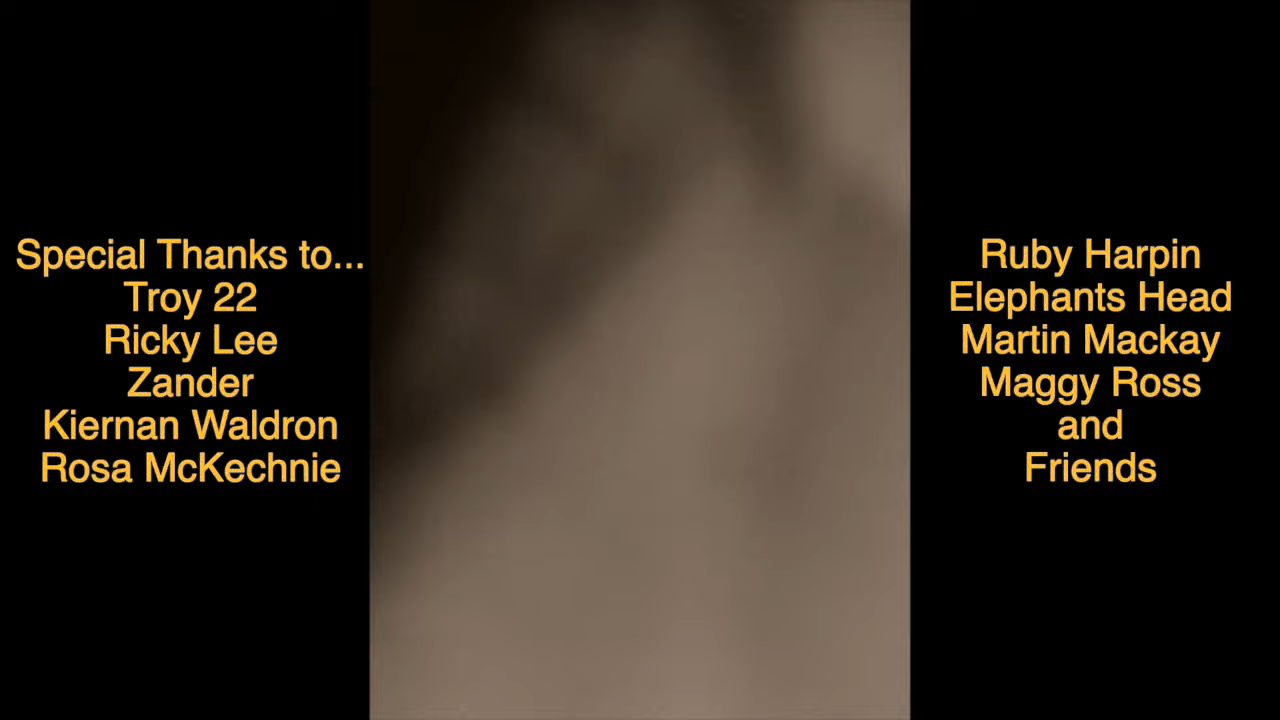 Special Thanks to...
Troy 22
Ricky Lee
Zander
Kiernan Waldron
Rosa McKechnie
Ruby Harpin
Elephants Head
Martin Mackay
Maggy Ross
and
Friends